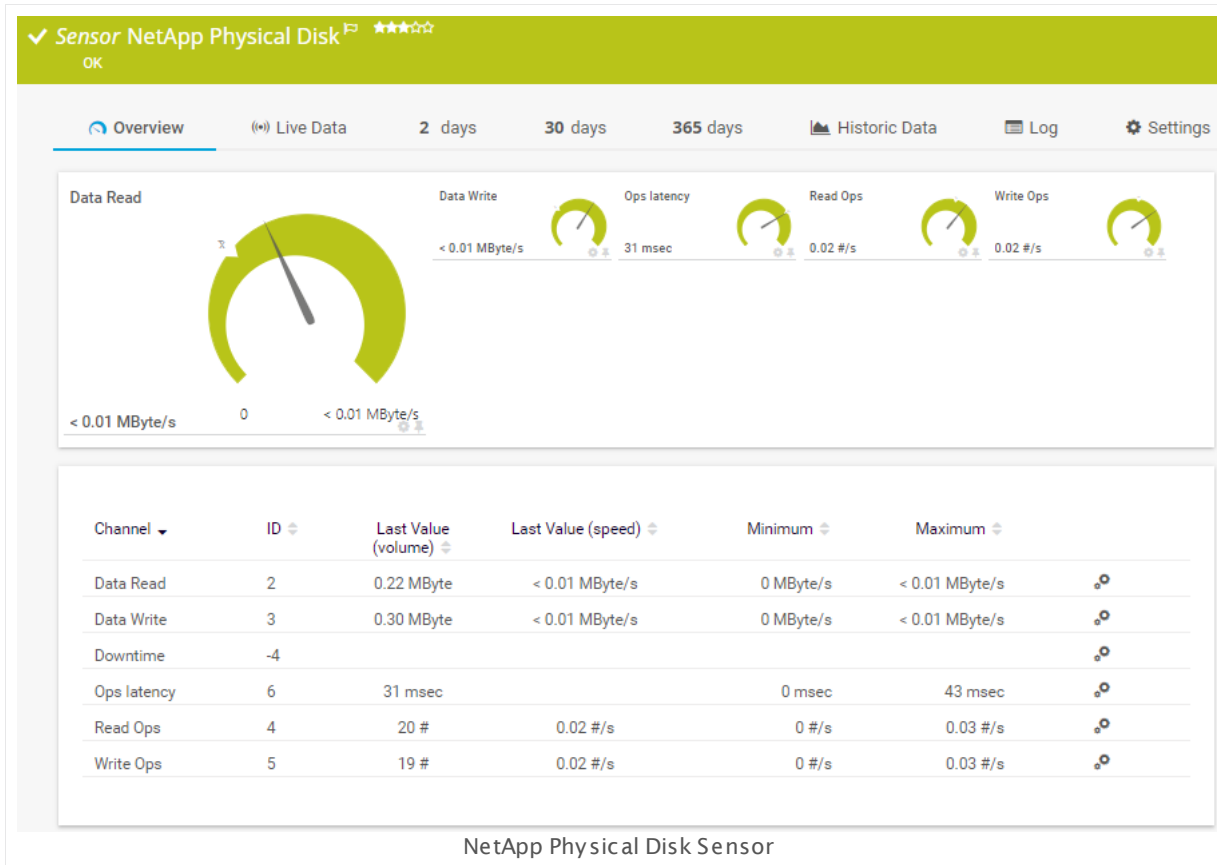 Sensor NetApp Physical Disk
OK
Overview Live Data 2 days 30 days 365 days Historic Data Log Settings
Data Read
< 0.01 MByte/s
0
< 0.01 MByte/s
Data Write
< 0.01 MByte/s
Ops latency
31 msec
Read Ops
0.02 #/s
Write Ops
0.02 #/s
Channel ID Last Value (volume) Last Value (speed) Minimum Maximum
Data Read 2 0.22 MByte < 0.01 MByte/s 0 MByte/s < 0.01 MByte/s
Data Write 3 0.30 MByte < 0.01 MByte/s 0 MByte/s < 0.01 MByte/s
Downtime -4
Ops latency 6 31 msec 0 msec 43 msec
Read Ops 4 20 # 0.02 #/s 0 #/s 0.03 #/s
Write Ops 5 19 # 0.02 #/s 0 #/s 0.03 #/s
NetApp Physical Disk Sensor